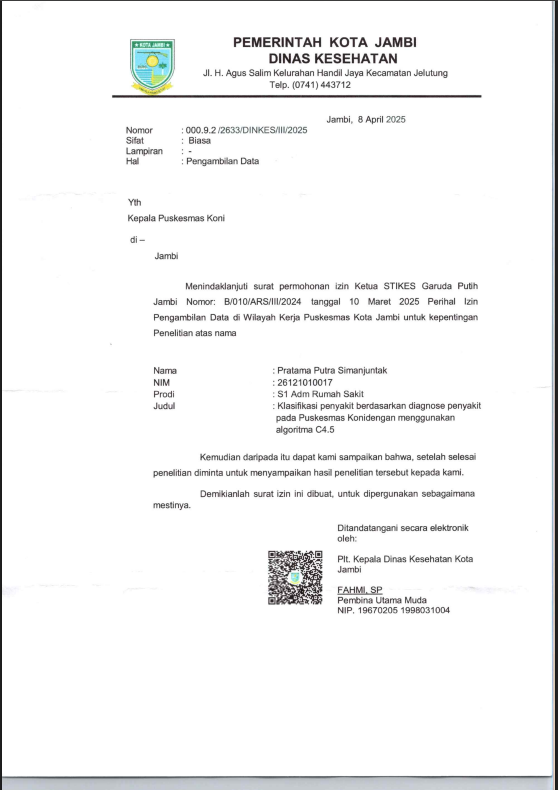 KOTA JAMBI
PEMERINTAH KOTA JAMBI
DINAS KESEHATAN
Jl. H. Agus Salim Kelurahan Handil Jaya Kecamatan Jelutung
Telp. (0741) 443712
Jambi, 8 April 2025
Nomor : 000.9.2 /2633/DINKES/III/2025
Sifat : Biasa
Lampiran : -
Hal : Pengambilan Data
Yth
Kepala Puskesmas Koni
di –
Jambi
Menindaklanjuti surat permohonan izin Ketua STIKES Garuda Putih
Jambi Nomor: B/010/ARS/III/2024 tanggal 10 Maret 2025 Perihal Izin
Pengambilan Data di Wilayah Kerja Puskesmas Kota Jambi untuk kepentingan
Penelitian atas nama
Nama : Pratama Putra Simanjuntak
NIM : 26121010017
Prodi : S1 Adm Rumah Sakit
Judul : Klasifikasi penyakit berdasarkan diagnose penyakit
pada Puskesmas Konidengan menggunakan
algoritma C4.5
Kemudian daripada itu dapat kami sampaikan bahwa, setelah selesai
penelitian diminta untuk menyampaikan hasil penelitian tersebut kepada kami.
Demikianlah surat izin ini dibuat, untuk dipergunakan sebagaimana
mestinya.
Ditandatangani secara elektronik
oleh:
Plt. Kepala Dinas Kesehatan Kota
Jambi
FAHMI, SP
Pembina Utama Muda
NIP. 19670205 1998031004